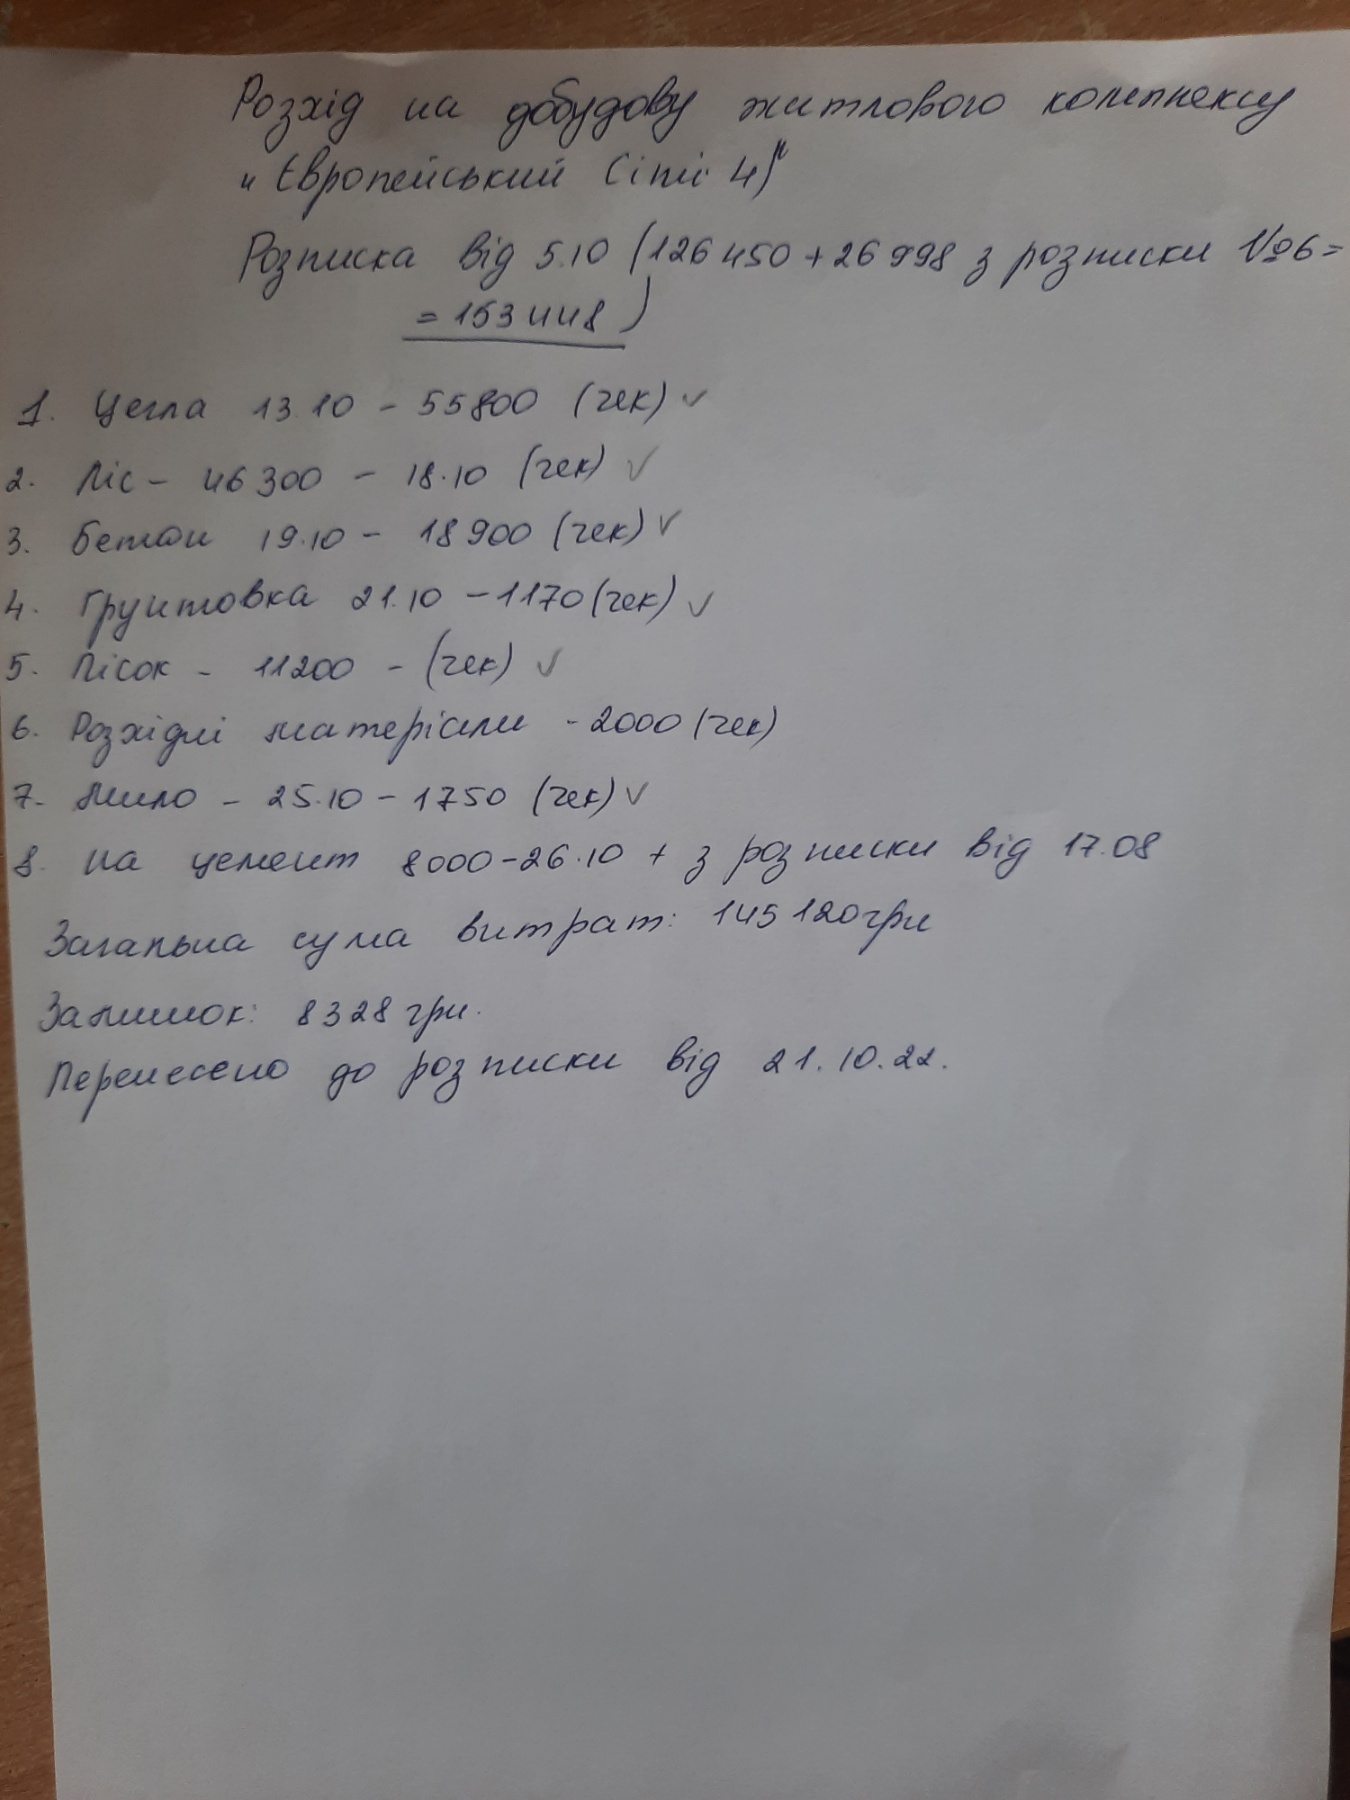 Розхід на добудову житлового комплексу
"Європейський Сіті 4"
Розписка від 5.10 (126 450 + 26 998 з розписки №6 =
= 153 448)
1. Цегла 13.10 - 55800 (чек) ✓
2. Ліс - 46 300 - 18.10 (чек) ✓
3. Бетон 19.10 - 18 900 (чек) ✓
4. Грунтовка 21.10 - 1170 (чек) ✓
5. Пісок - 11200 - (чек) ✓
6. Розхідні матеріали - 2000 (чек)
7. Мило - 25.10 - 1750 (чек) ✓
8. На цемент 8000 - 26.10 + з розписки від 17.08
Загальна сума витрат: 145 120 грн
Залишок: 8328 грн.
Перенесено до розписки від 21.10.22.